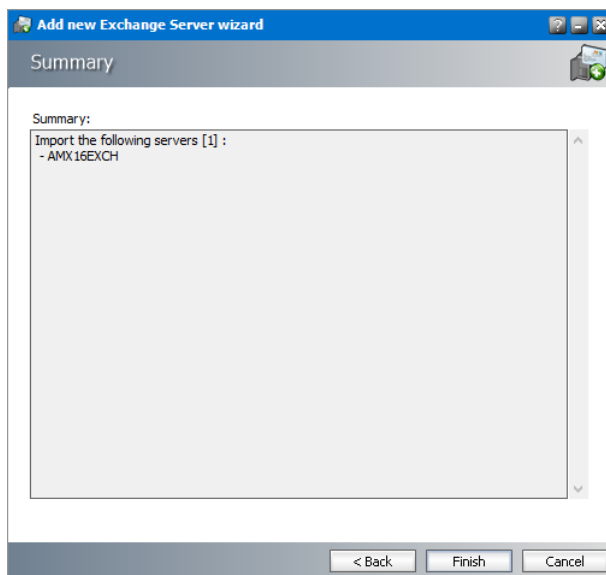 Add new Exchange Server wizard
Summary
Summary:
Import the following servers [1] :
- AMX16EXCH
< Back
Finish
Cancel